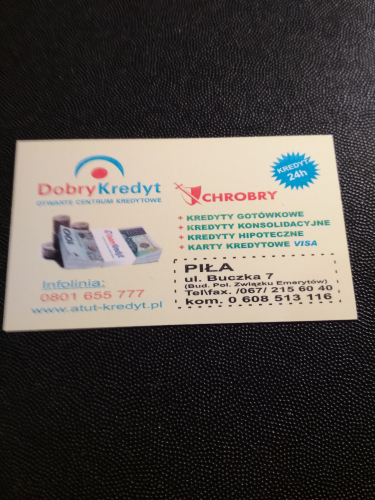 DobryKredyt
OTWARTE CENTRUM KREDYTOWE
KREDYT
24h
CHROBRY
+ KREDYTY GOTÓWKOWE
+ KREDYTY KONSOLIDACYJNE
+ KREDYTY HIPOTECZNE
+ KARTY KREDYTOWE VISA
Infolinia:
0801 655 777
www.atut-kredyt.pl
PIŁA
ul. Buczka 7
(Bud. Pol. Związku Emerytów)
Tel\fax. /067/ 215 60 40
kom. 0 608 513 116